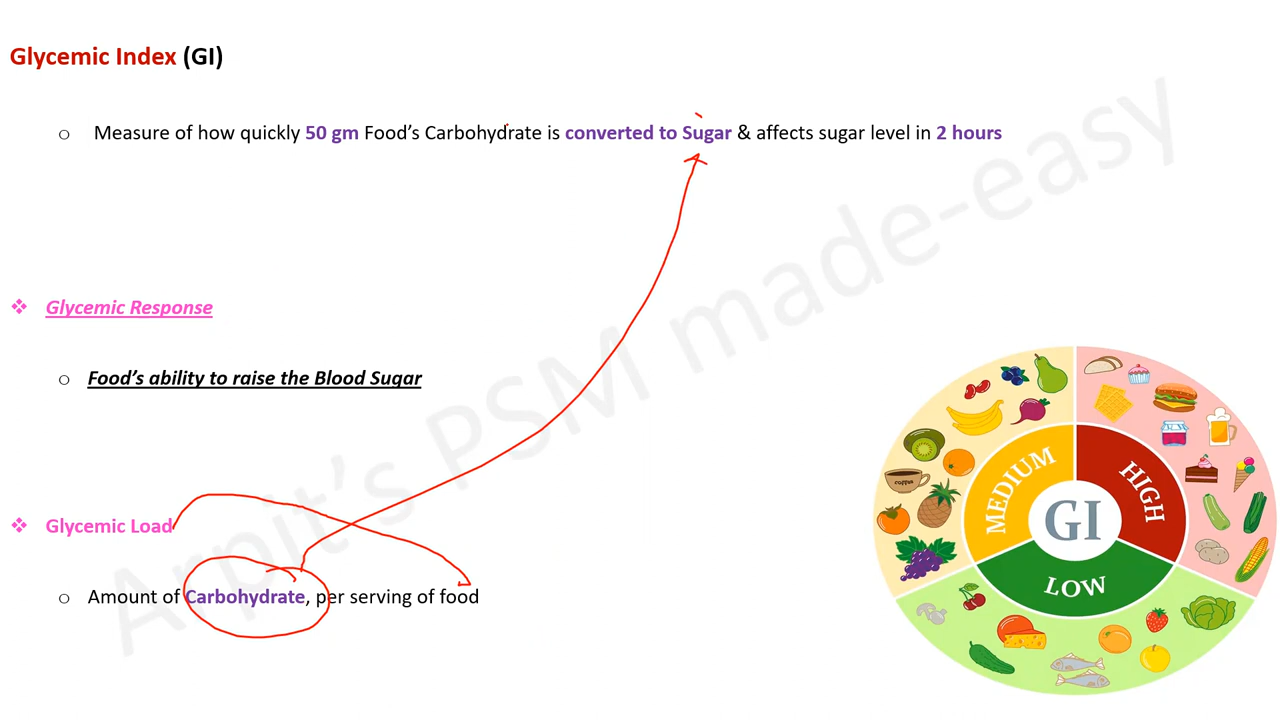 Glycemic Index (GI)
o Measure of how quickly 50 gm Food's Carbohydrate is converted to Sugar & affects sugar level in 2 hours
❖ Glycemic Response
o Food's ability to raise the Blood Sugar
❖ Glycemic Load
o Amount of Carbohydrate, per serving of food
MEDIUM
HIGH
GI
LOW
COFFEE
Arpit's PSM made-easy